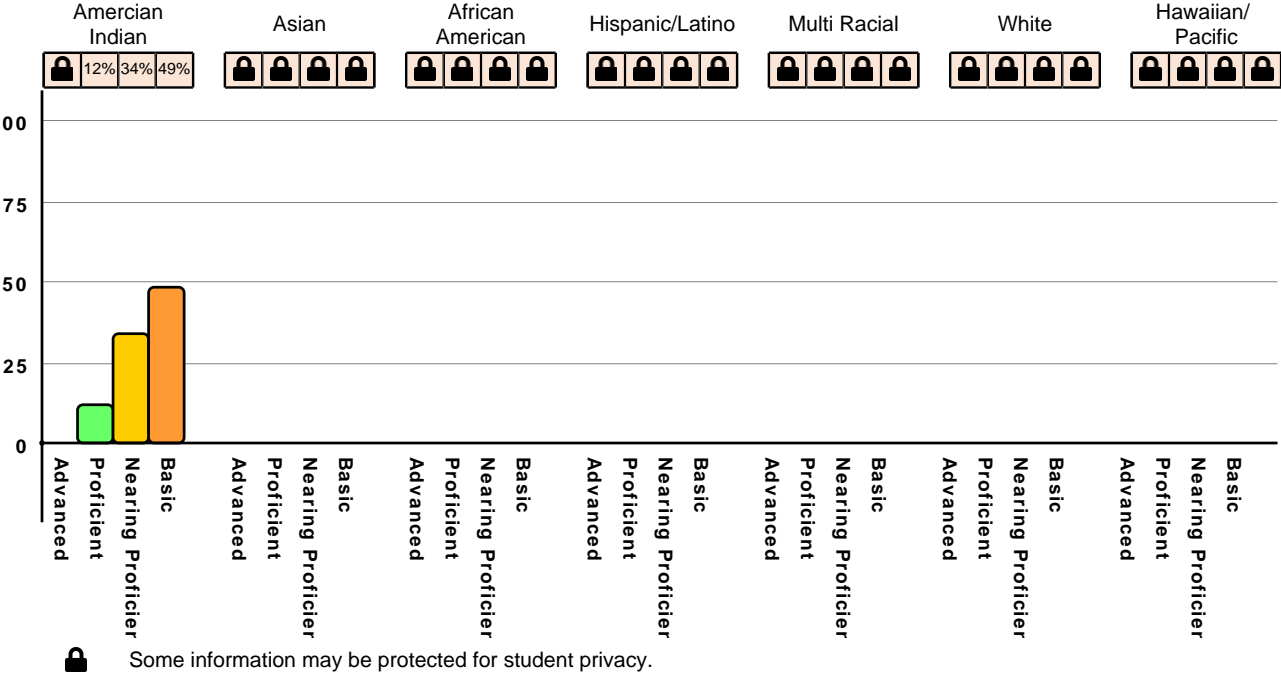 Amercian
Indian
Asian
African
American
Hispanic/Latino
Multi Racial
White
Hawaiian/
Pacific
12% 34% 49%
00
75
50
25
0
Advanced
Proficient
Nearing Proficier
Basic
Advanced
Proficient
Nearing Proficier
Basic
Advanced
Proficient
Nearing Proficier
Basic
Advanced
Proficient
Nearing Proficier
Basic
Advanced
Proficient
Nearing Proficier
Basic
Advanced
Proficient
Nearing Proficier
Basic
Advanced
Proficient
Nearing Proficier
Basic
Some information may be protected for student privacy.